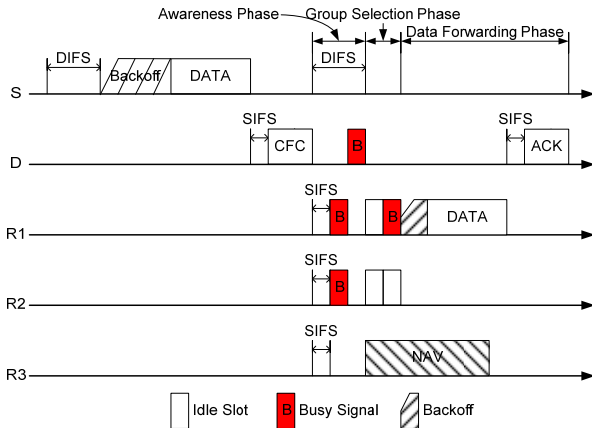 Awareness Phase Group Selection Phase
Data Forwarding Phase
DIFS DIFS
Backoff DATA
S
SIFS SIFS
CFC B ACK
D
SIFS
B B DATA
R1
SIFS
B
R2
SIFS
NAV
R3
Idle Slot B Busy Signal Backoff